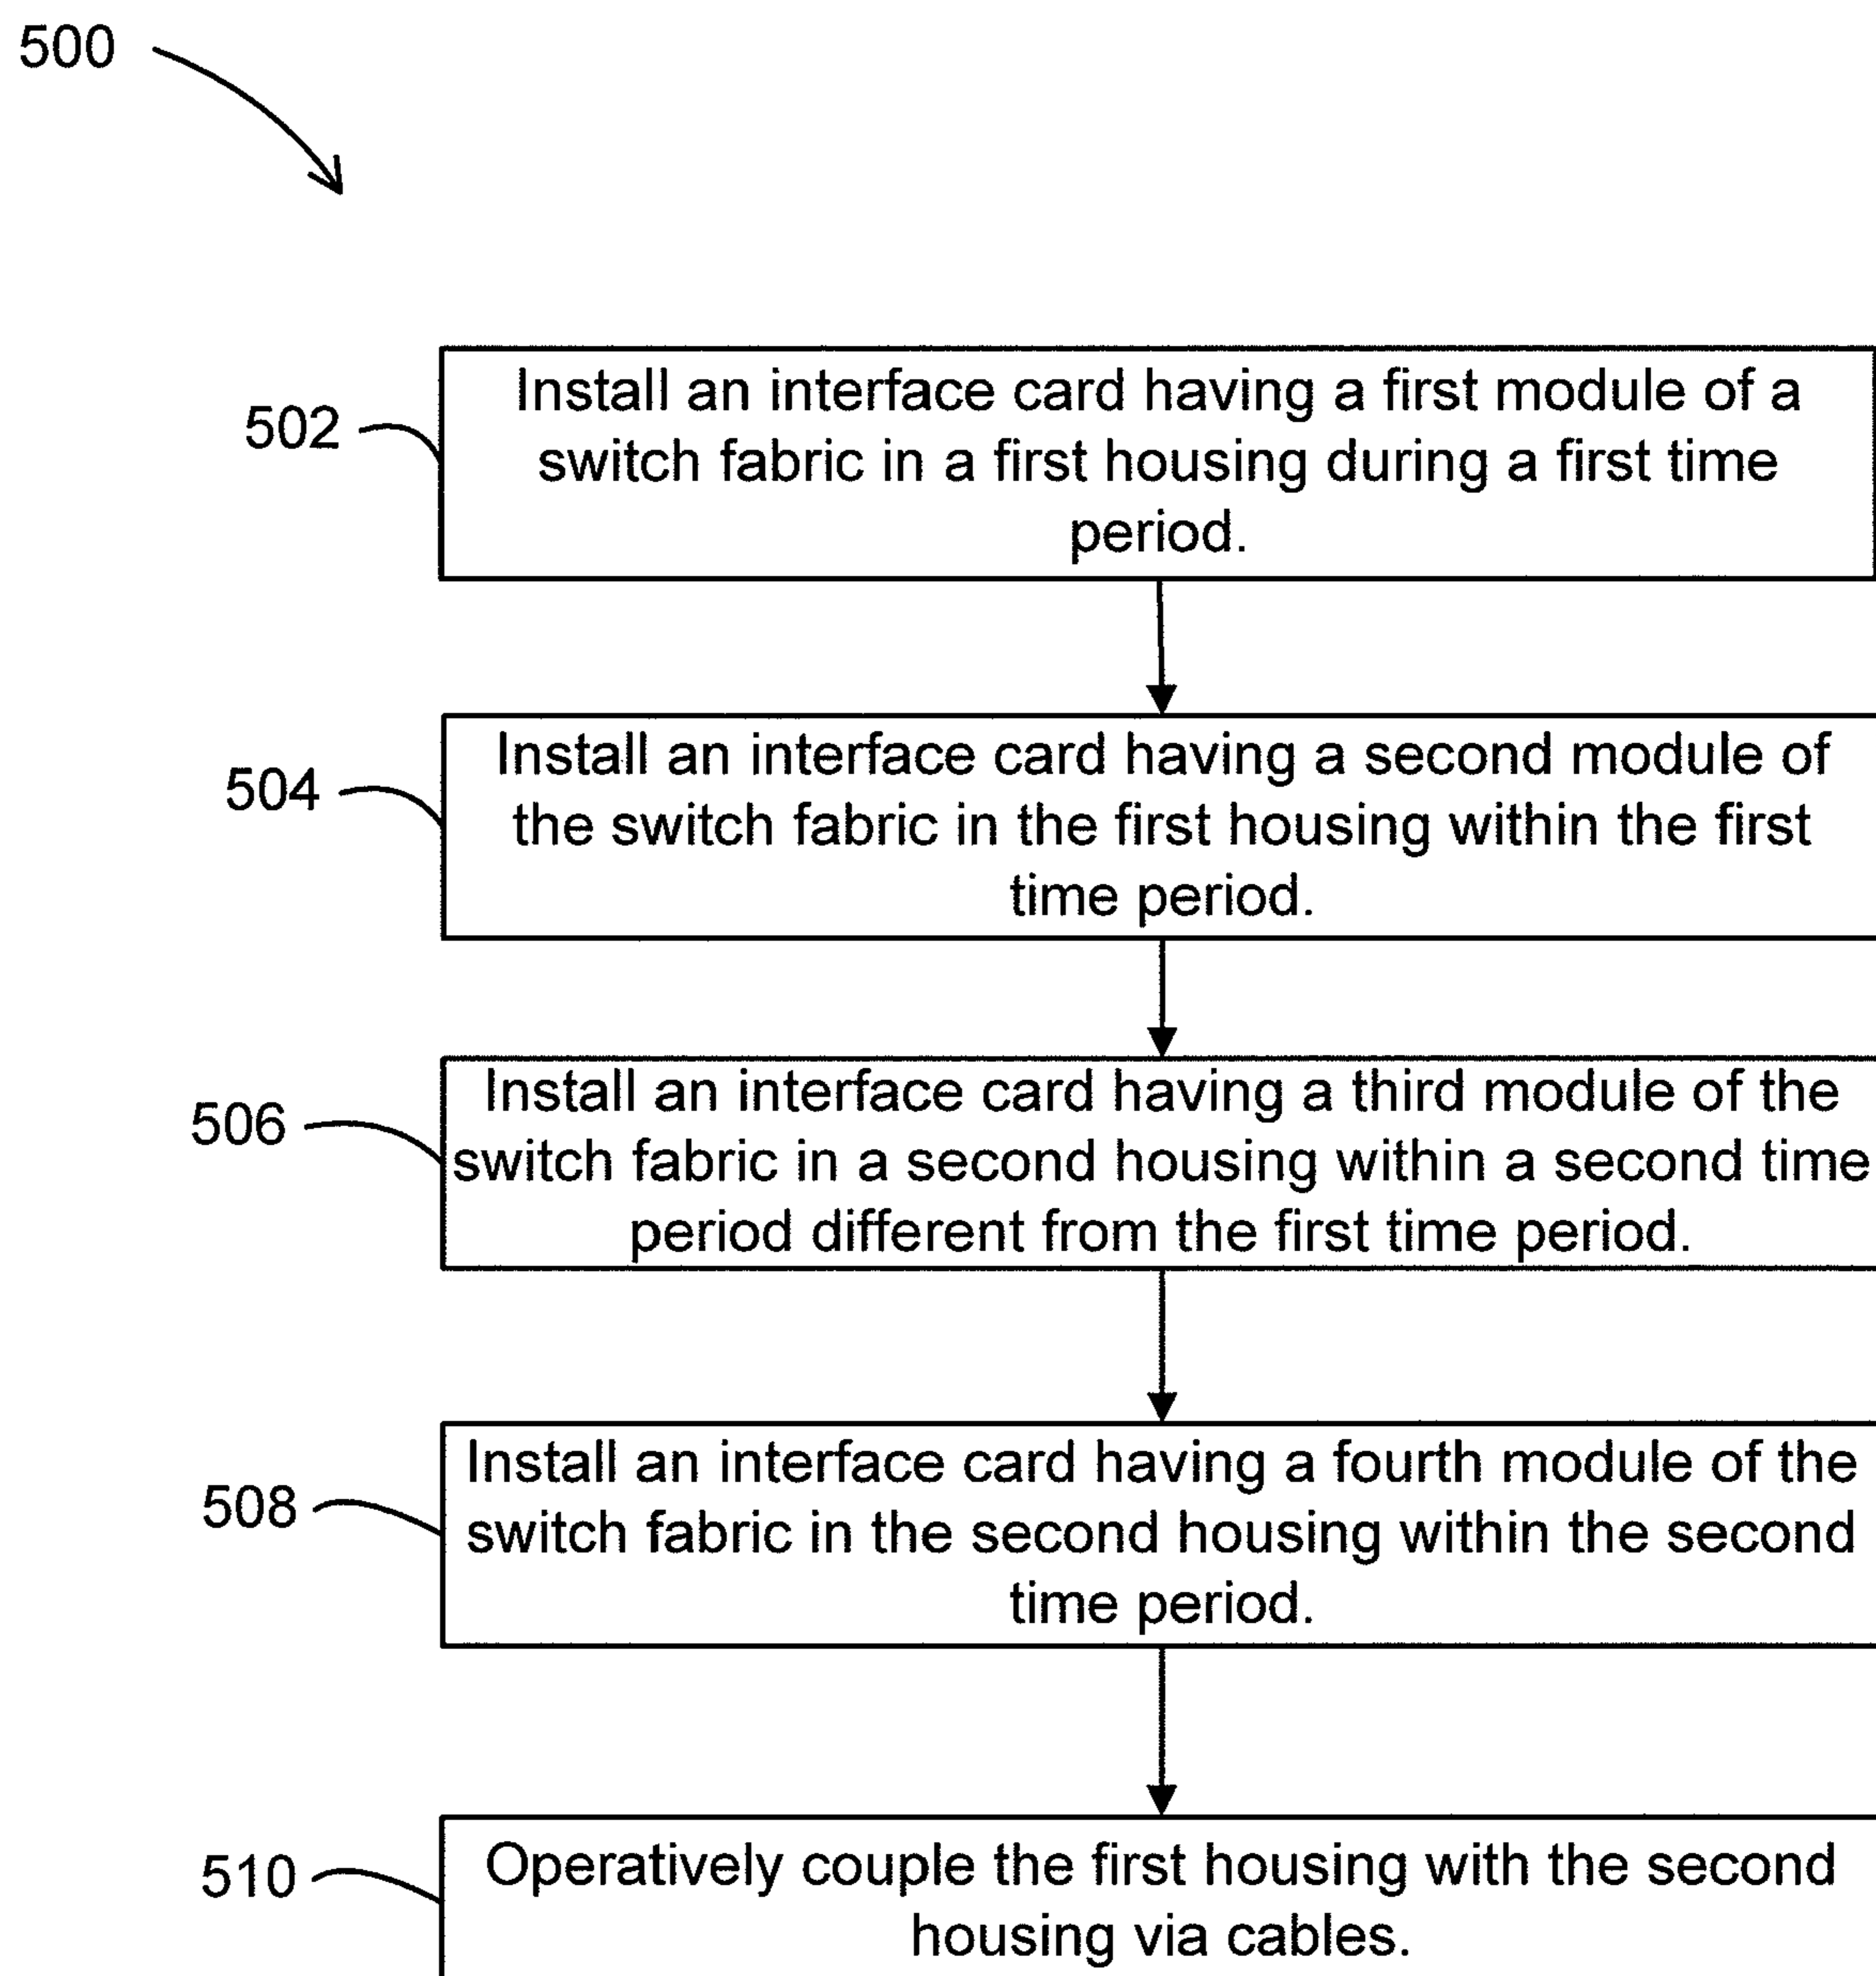 500
502
Install an interface card having a first module of a
switch fabric in a first housing during a first time
period.
504
Install an interface card having a second module of
the switch fabric in the first housing within the first
time period.
506
Install an interface card having a third module of the
switch fabric in a second housing within a second time
period different from the first time period.
508
Install an interface card having a fourth module of the
switch fabric in the second housing within the second
time period.
510
Operatively couple the first housing with the second
housing via cables.